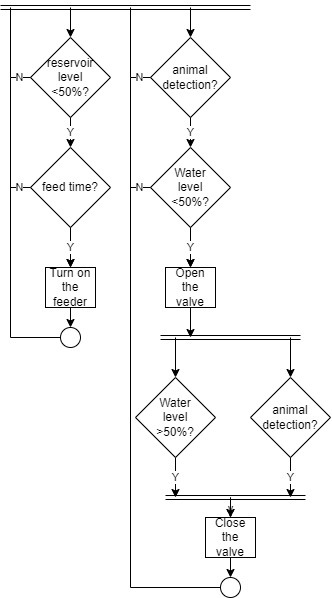 reservoir
level
<50%?
N
Y
feed time?
N
Y
Turn on
the
feeder
animal
detection?
N
Y
Water
level
<50%?
N
Y
Open
the
valve
Water
level
>50%?
Y
animal
detection?
Y
Close
the
valve